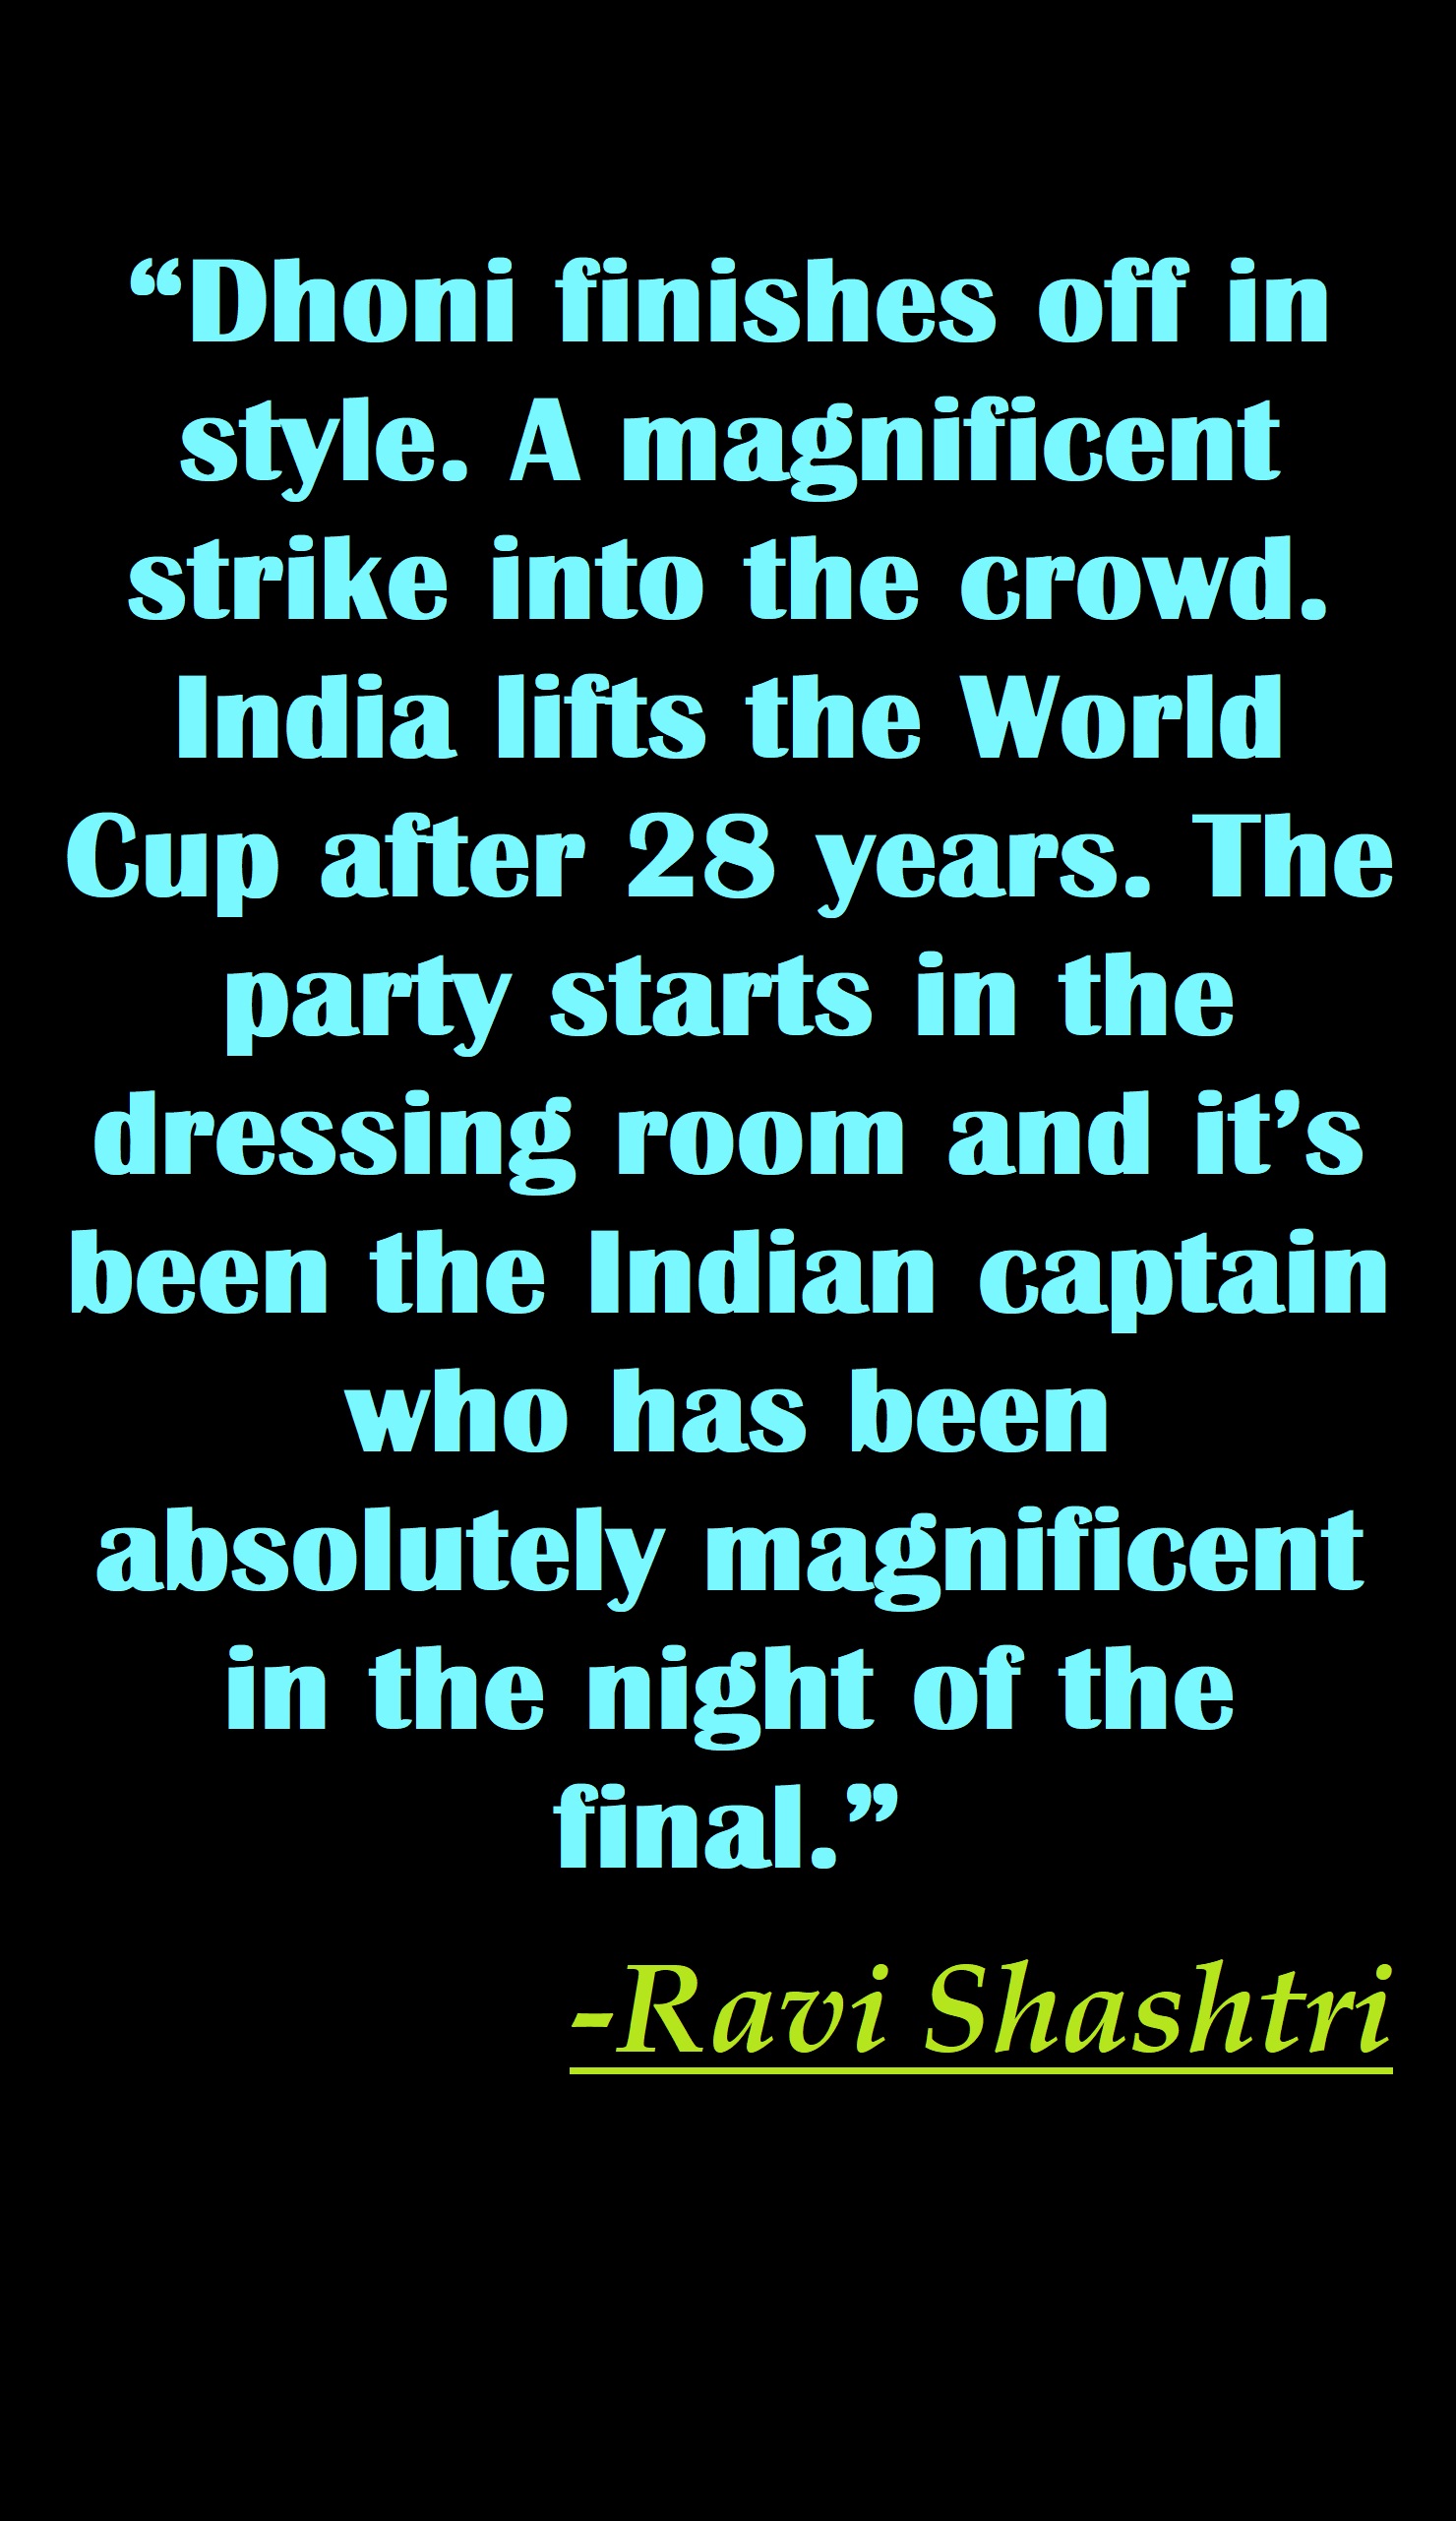 “Dhoni finishes off in
style. A magnificent
strike into the crowd.
India lifts the World
Cup after 28 years. The
party starts in the
dressing room and it’s
been the Indian captain
who has been
absolutely magnificent
in the night of the
final.”
-Ravi Shashtri